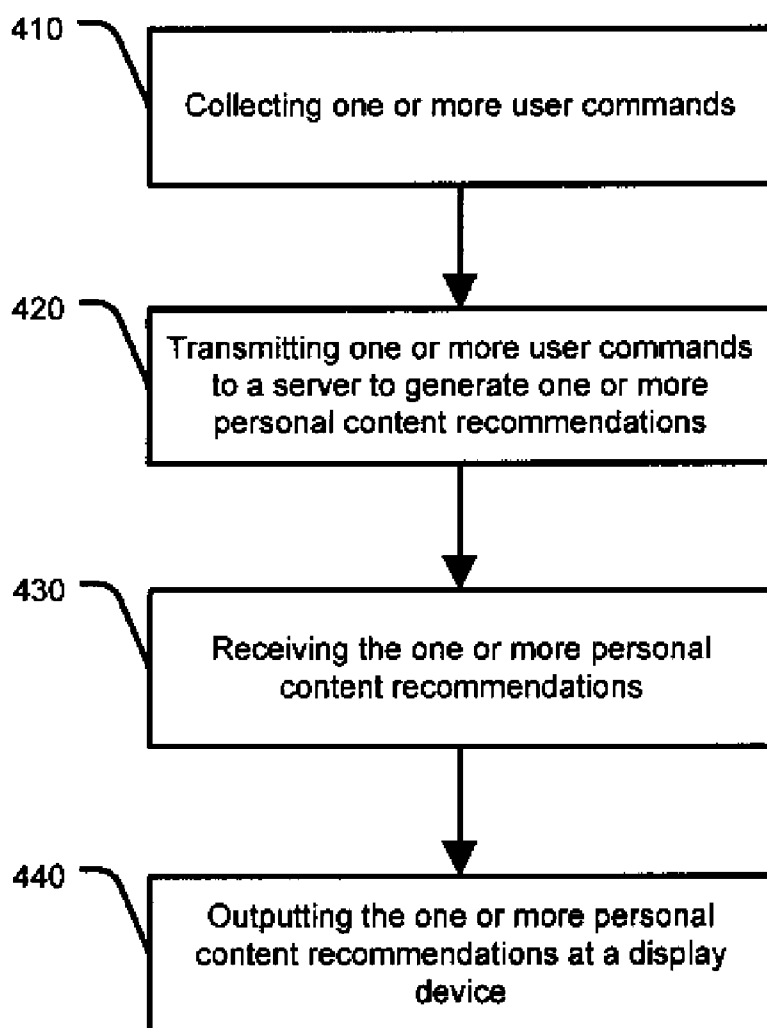 410
Collecting one or more user commands
420
Transmitting one or more user commands
to a server to generate one or more
personal content recommendations
430
Receiving the one or more personal
content recommendations
440
Outputting the one or more personal
content recommendations at a display
device